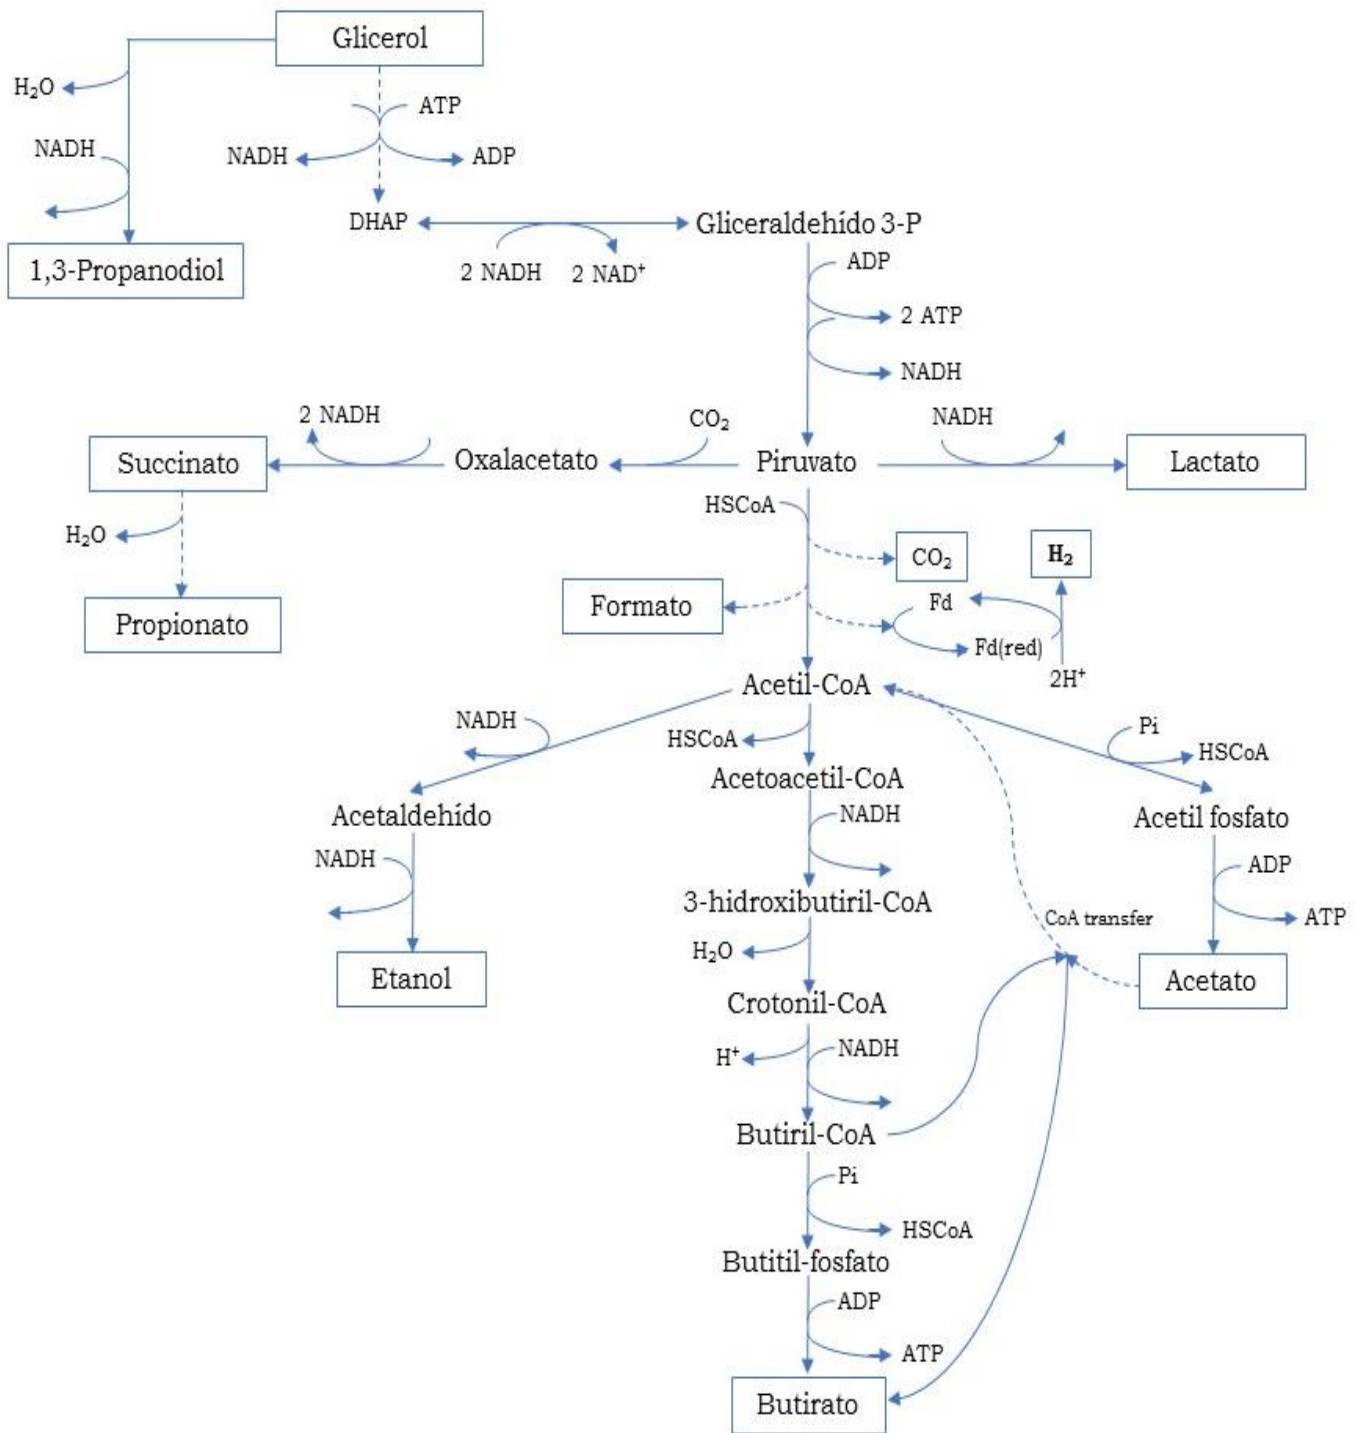 Glicerol
H₂O
ATP
NADH
NADH
ADP
DHAP
Gliceraldehído 3-P
1,3-Propanodiol
2 NADH
2 NAD⁺
ADP
2 ATP
NADH
2 NADH
CO₂
NADH
Succinato
Oxalacetato
Piruvato
Lactato
HSCoA
H₂O
CO₂
H₂
Formato
Fd
Propionato
Fd(red)
2H⁺
Acetil-CoA
NADH
HSCoA
Pi
HSCoA
Acetoacetil-CoA
Acetaldehído
NADH
Acetil fosfato
NADH
ADP
3-hidroxibutiril-CoA
CoA transfer
ATP
H₂O
Etanol
Acetato
Crotonil-CoA
H⁺
NADH
Butiril-CoA
Pi
HSCoA
Butitil-fosfato
ADP
ATP
Butirato